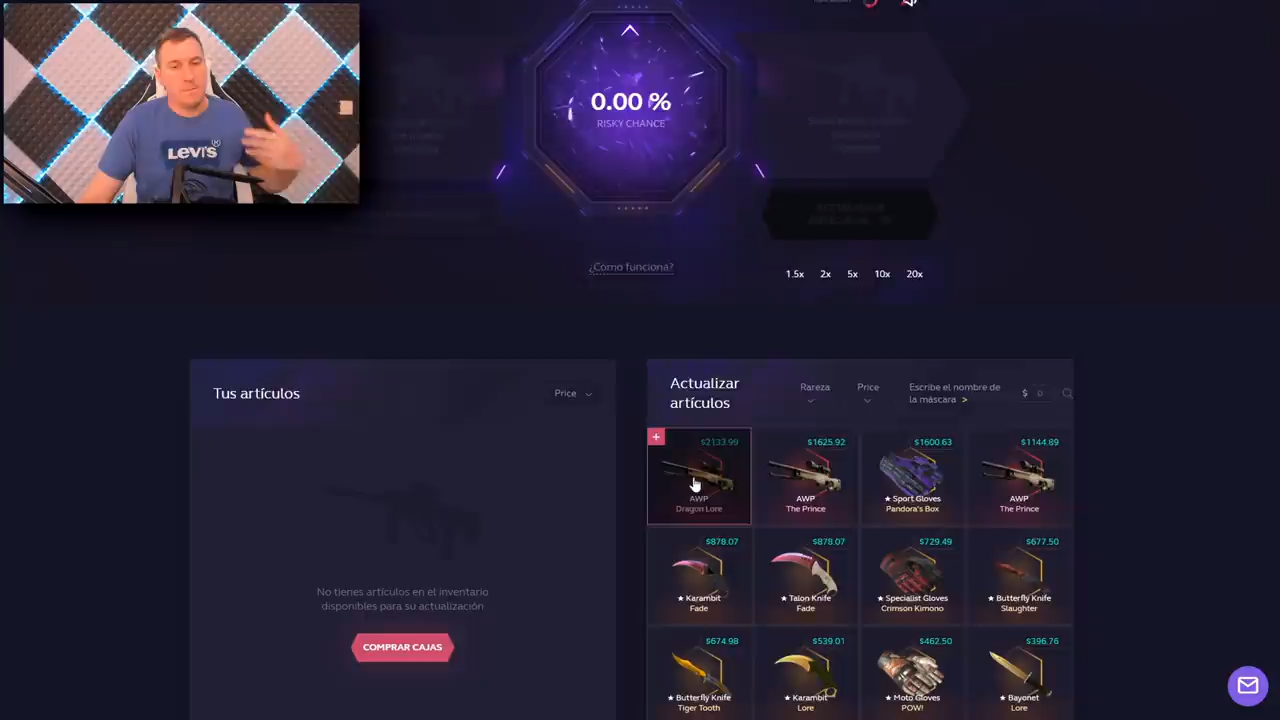 LEVI'S
®
0.00 %
RISKY CHANCE
¿Cómo funciona?
1.5x 2x 5x 10x 20x
Tus artículos
Price
No tienes artículos en el inventario
disponibles para su actualización
COMPRAR CAJAS
Actualizar
artículos
Rareza
Price
Escribe el nombre de
la máscara >
$ 0
+
$2133.99
AWP
Dragon Lore
$1625.92
AWP
The Prince
$1600.63
★ Sport Gloves
Pandora's Box
$1144.89
AWP
The Prince
$878.07
★ Karambit
Fade
$878.07
★ Talon Knife
Fade
$729.49
★ Specialist Gloves
Crimson Kimono
$677.50
★ Butterfly Knife
Slaughter
$674.98
★ Butterfly Knife
Tiger Tooth
$539.01
★ Karambit
Lore
$462.50
★ Moto Gloves
POW!
$396.76
★ Bayonet
Lore